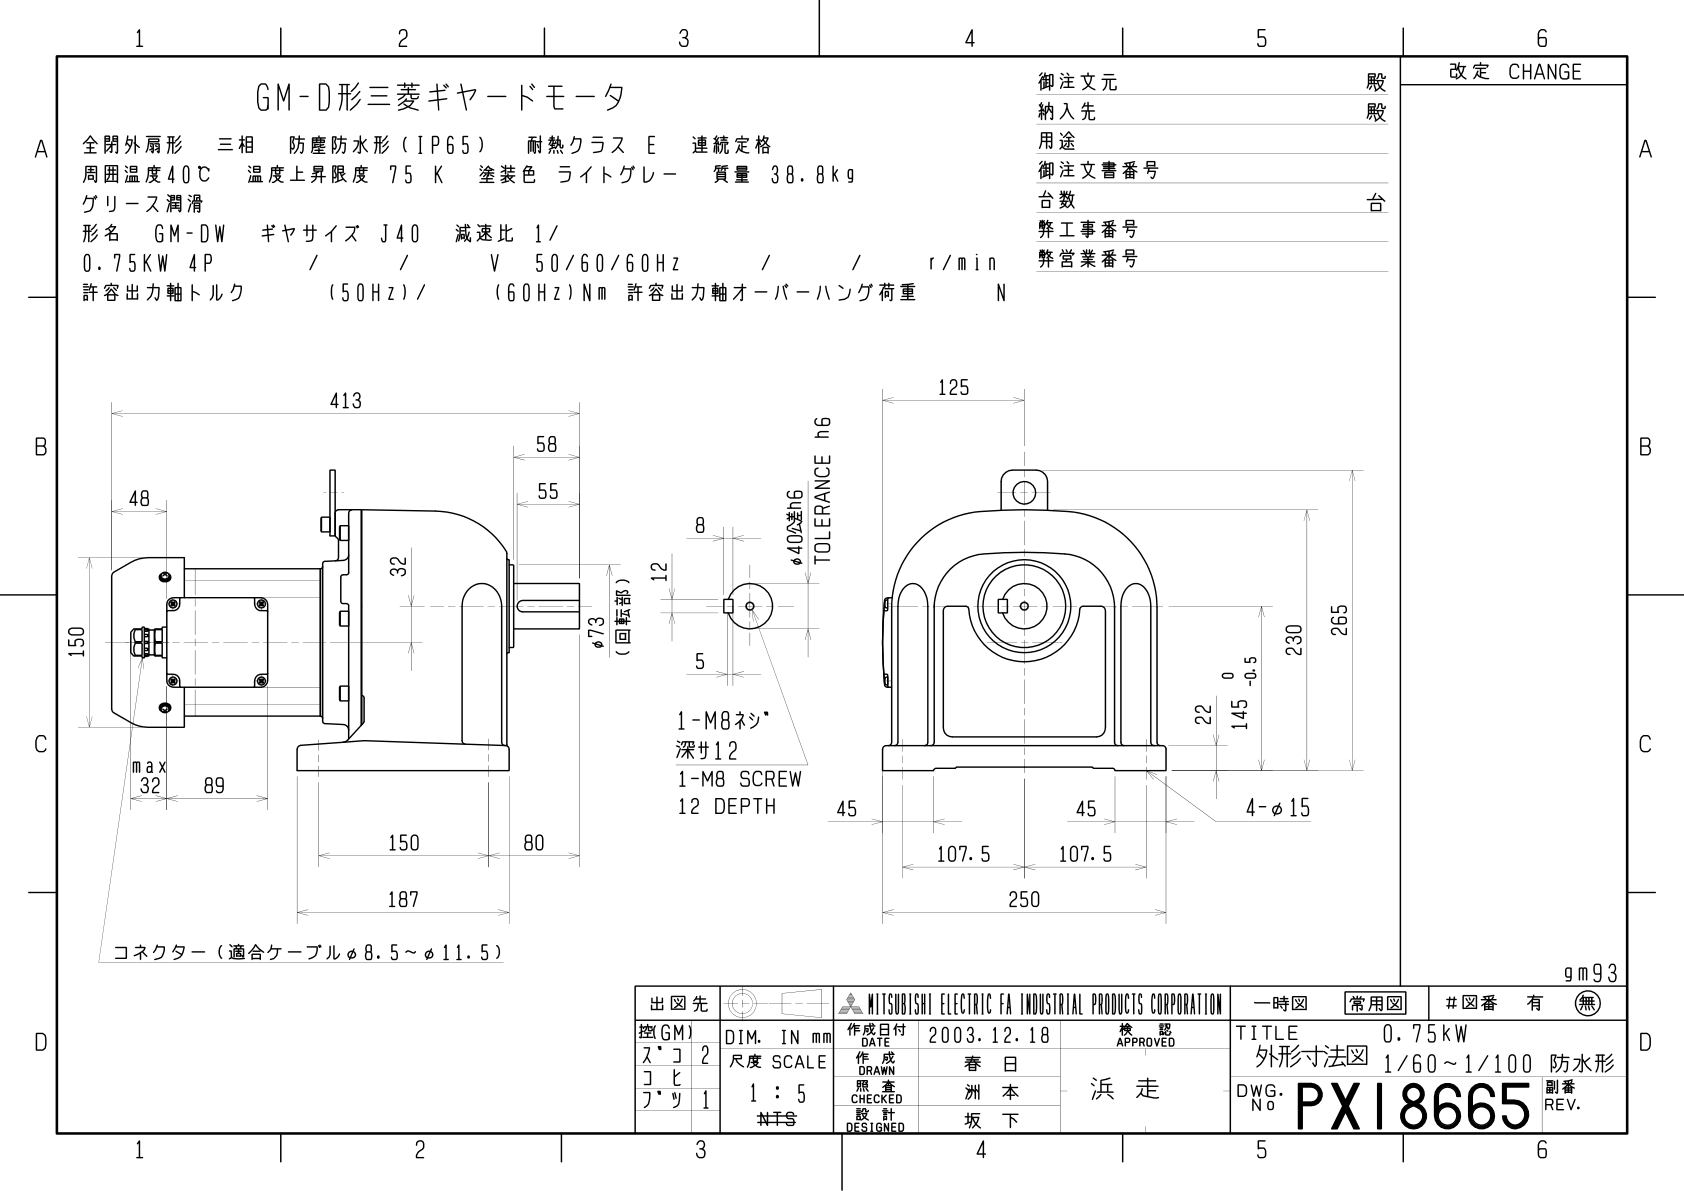 1 2 3 4 5 6
改定 CHANGE
GM-D形三菱ギヤードモータ
全閉外扇形 三相 防塵防水形(IP65) 耐熱クラス E 連続定格
周囲温度40℃ 温度上昇限度 75 K 塗装色 ライトグレー 質量 38.8kg
グリース潤滑
形名 GM-DW ギヤサイズ J40 減速比 1/
0.75KW 4P / / V 50/60/60Hz / / r/min
許容出力軸トルク (50Hz)/ (60Hz)Nm 許容出力軸オーバーハング荷重 N
御注文元 殿
納入先 殿
用途
御注文書番号
台数 台
弊工事番号
弊営業番号
A A
B B
C C
D D
413
58
55
48
32
150
φ73
(回転部)
max
32
89
150
80
187
コネクター(適合ケーブルφ8.5~φ11.5)
8
12
5
φ40公差h6
TOLERANCE h6
1-M8ネジ
深サ12
1-M8 SCREW
12 DEPTH
125
265
230
0
145 -0.5
22
4-φ15
45
45
107.5
107.5
250
gm93
出図先
控(GM)
ズコ 2
コヒ
ブツ 1
DIM. IN mm
尺度 SCALE
1 : 5
NTS
MITSUBISHI ELECTRIC FA INDUSTRIAL PRODUCTS CORPORATION
作成日付
DATE
2003.12.18
検 認
APPROVED
作 成
DRAWN
春 日
照 査
CHECKED
洲 本
浜 走
設 計
DESIGNED
坂 下
一時図 常用図 #図番 有 無
TITLE 0.75kW
外形寸法図 1/60~1/100 防水形
DWG.
No
PX18665
副番
REV.
1 2 3 4 5 6